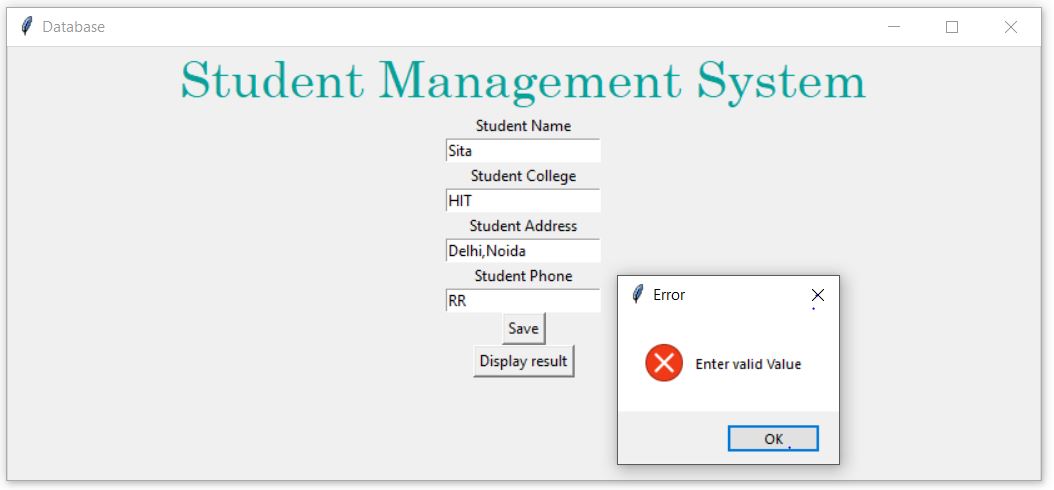 Database
Student Management System
Student Name
Sita
Student College
HIT
Student Address
Delhi,Noida
Student Phone
RR
Save
Display result
Error
Enter valid Value
OK